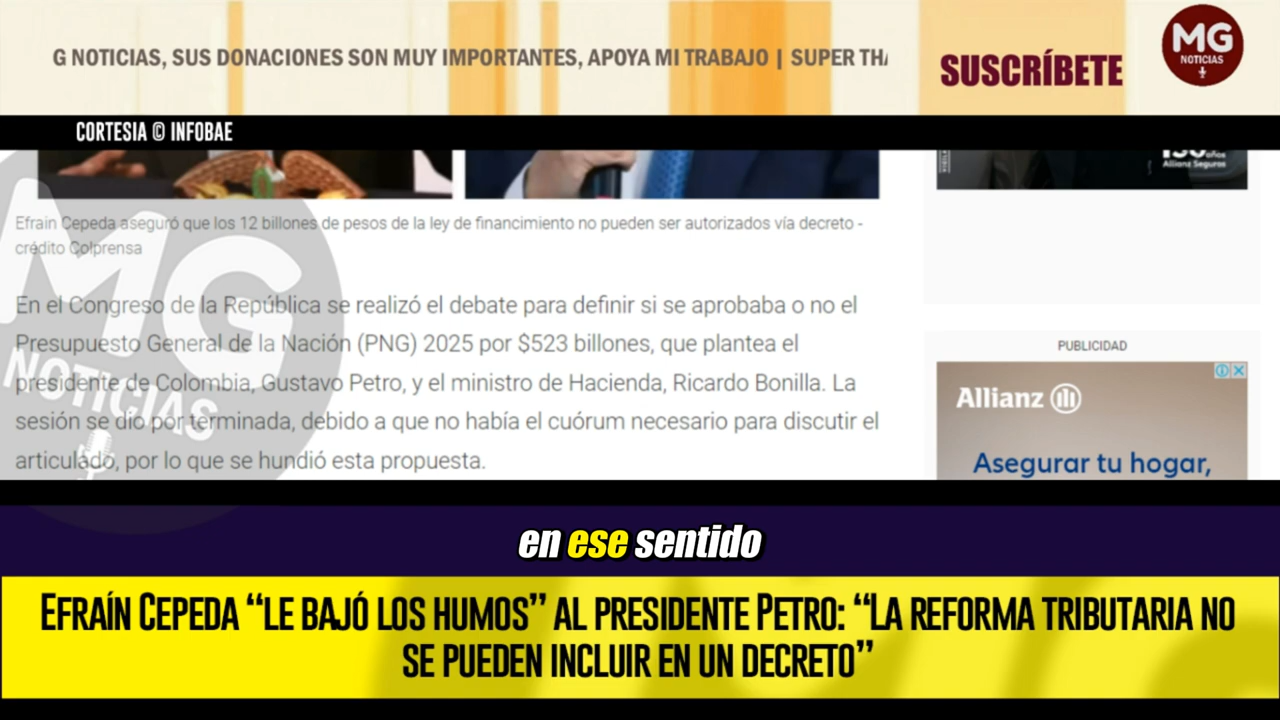 G NOTICIAS, SUS DONACIONES SON MUY IMPORTANTES, APOYA MI TRABAJO | SUPER THA
SUSCRÍBETE
MG
NOTICIAS
CORTESIA © INFOBAE
años
Allianz Seguros
Efraín Cepeda aseguró que los 12 billones de pesos de la ley de financimiento no pueden ser autorizados vía decreto -
crédito Colprensa
En el Congreso de la República se realizó el debate para definir si se aprobaba o no el
Presupuesto General de la Nación (PNG) 2025 por $523 billones, que plantea el
presidente de Colombia, Gustavo Petro, y el ministro de Hacienda, Ricardo Bonilla. La
sesión se dio por terminada, debido a que no había el cuórum necesario para discutir el
articulado, por lo que se hundió esta propuesta.
MG
NOTICIAS
PUBLICIDAD
Allianz
Asegurar tu hogar,
en ese sentido
EFRAÍN CEPEDA “LE BAJÓ LOS HUMOS” AL PRESIDENTE PETRO: “LA REFORMA TRIBUTARIA NO
SE PUEDEN INCLUIR EN UN DECRETO”